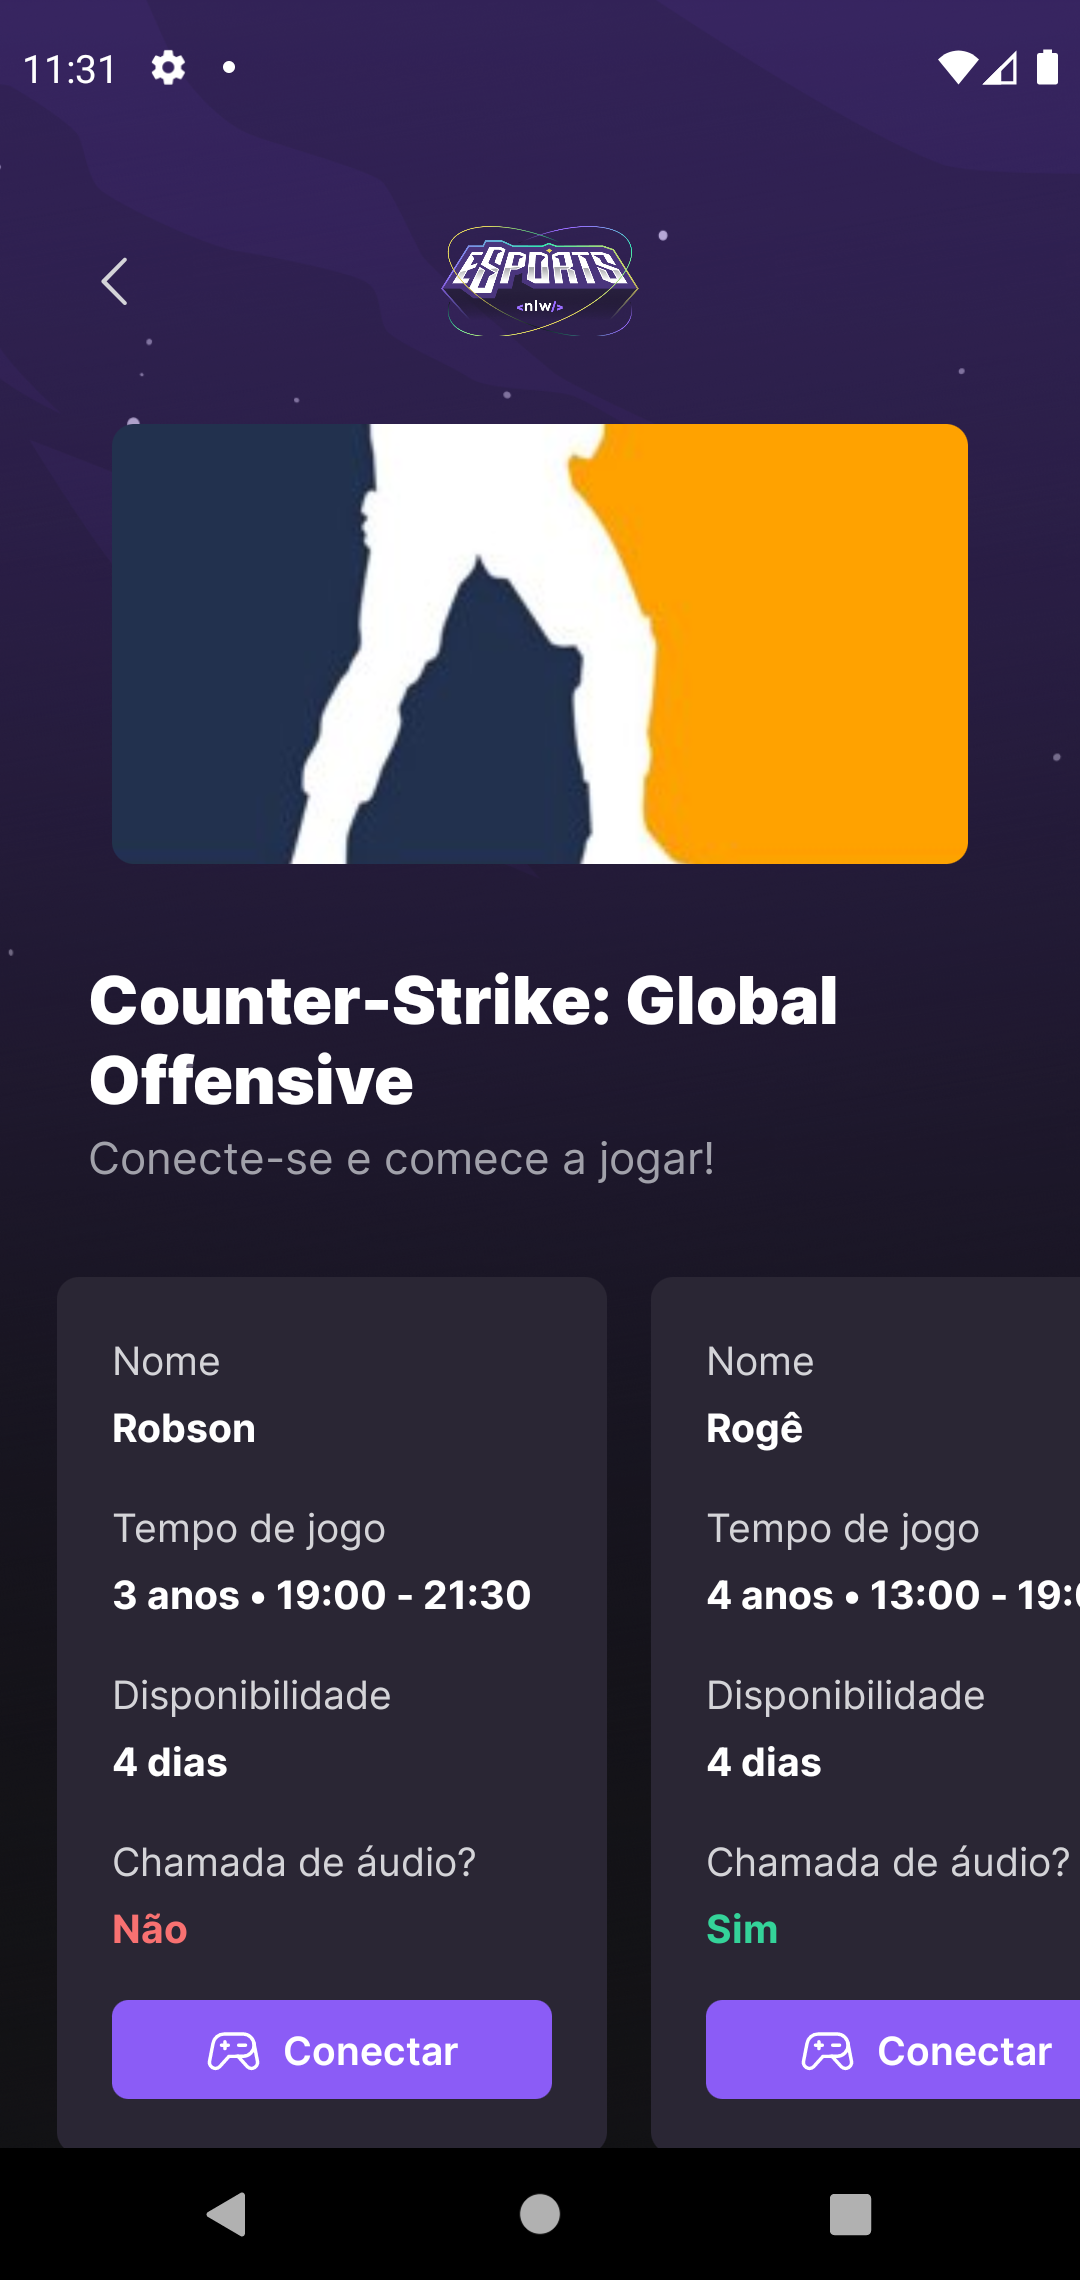 11:31
ESPORTS
<nlw/>
Counter-Strike: Global
Offensive
Conecte-se e comece a jogar!
Nome
Robson
Tempo de jogo
3 anos • 19:00 - 21:30
Disponibilidade
4 dias
Chamada de áudio?
Não
Conectar
Nome
Rogê
Tempo de jogo
4 anos • 13:00 - 19:0
Disponibilidade
4 dias
Chamada de áudio?
Sim
Conectar